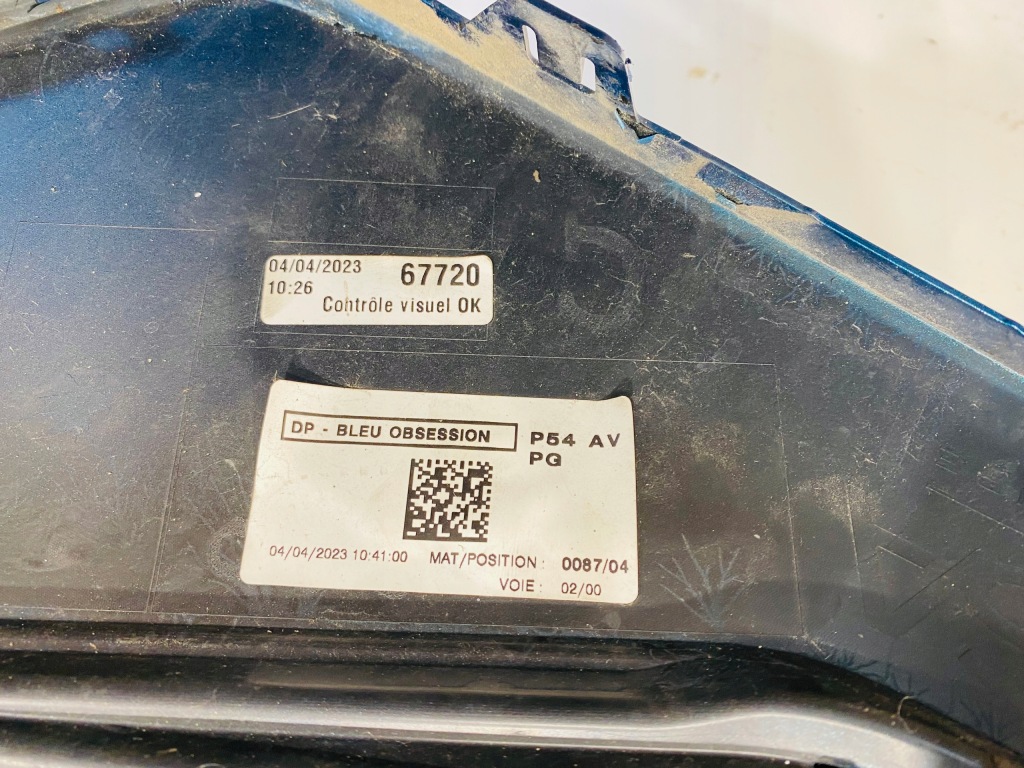 04/04/2023 67720
10:26
Contrôle visuel OK
5
DP - BLEU OBSESSION
P54 AV
PG
04/04/2023 10:41:00 MAT/POSITION : 0087/04
VOIE : 02/00